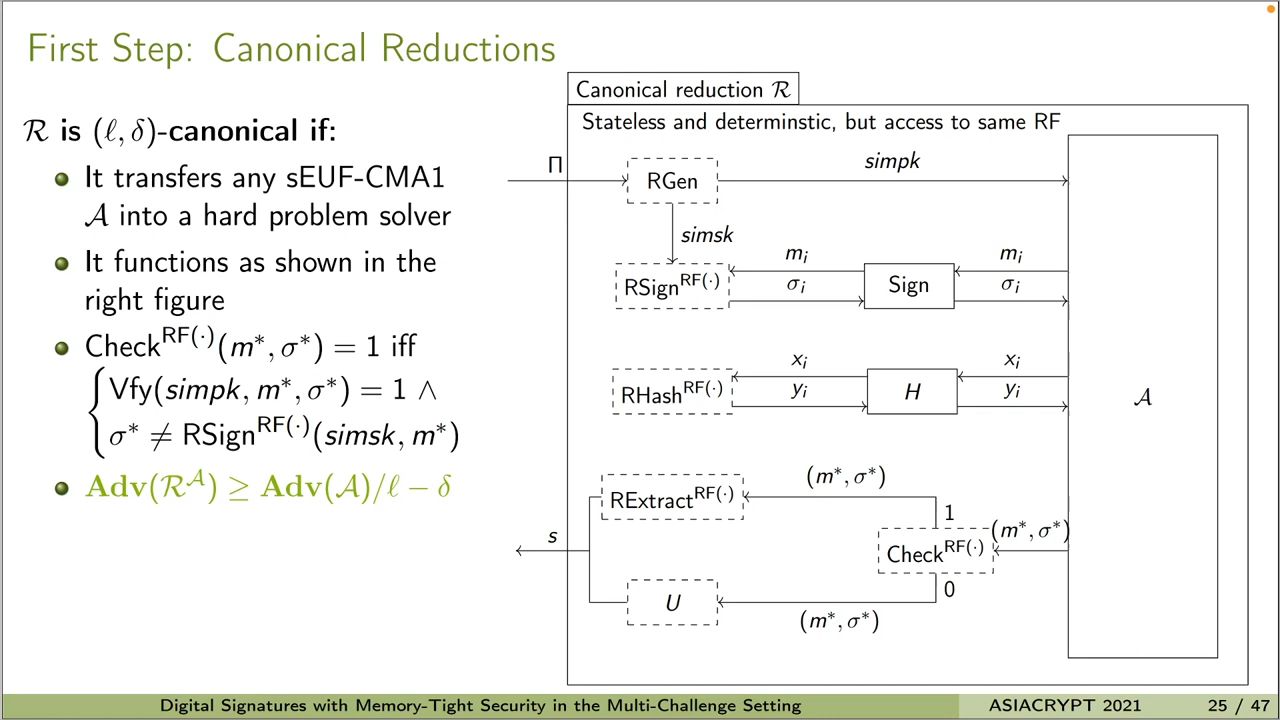 First Step: Canonical Reductions
ℛ is (ℓ, δ)-canonical if:
It transfers any sEUF-CMA1
𝒜 into a hard problem solver
It functions as shown in the
right figure
Check^RF(·)(m*, σ*) = 1 iff
{ Vfy(simpk, m*, σ*) = 1 ∧
σ* ≠ RSign^RF(·)(simsk, m*)
Adv(ℛ^𝒜) ≥ Adv(𝒜)/ℓ − δ
Canonical reduction ℛ
Stateless and determinstic, but access to same RF
Π
RGen
simpk
simsk
RSign^RF(·)
m_i
σ_i
Sign
m_i
σ_i
RHash^RF(·)
x_i
y_i
H
x_i
y_i
𝒜
RExtract^RF(·)
(m*, σ*)
1
s
Check^RF(·)
(m*, σ*)
0
U
(m*, σ*)
Digital Signatures with Memory-Tight Security in the Multi-Challenge Setting
ASIACRYPT 2021
25 / 47